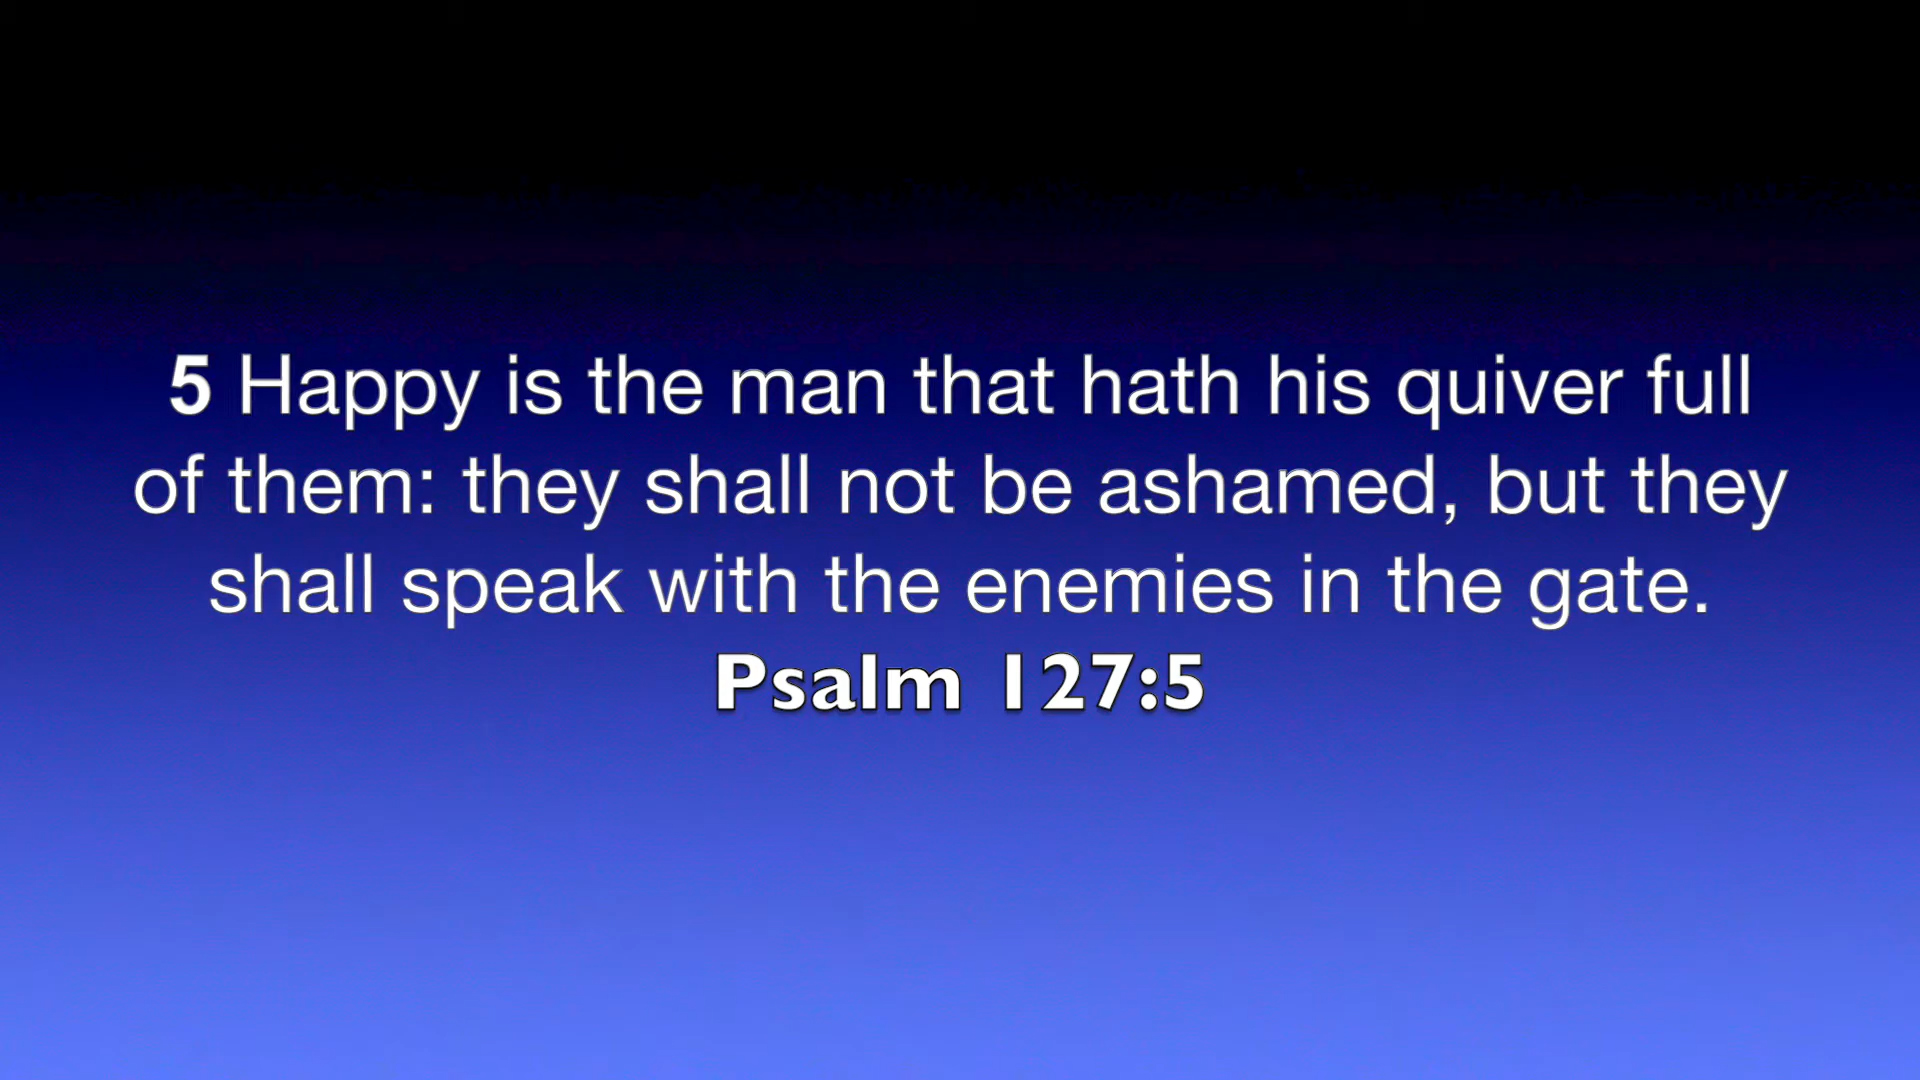 5 Happy is the man that hath his quiver full
of them: they shall not be ashamed, but they
shall speak with the enemies in the gate.
Psalm 127:5